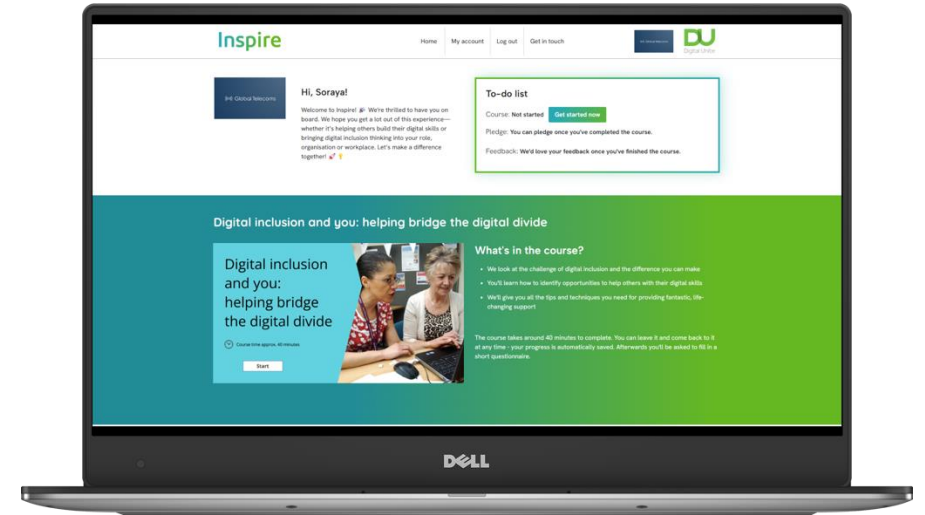 Inspire
Home
My account
Log out
Get in touch
DU
Digital Unite
Global Telecoms
Hi, Soraya!
Welcome to Inspire! 🎉 We're thrilled to have you on
board. We hope you get a lot out of this experience—
whether it's helping others build their digital skills or
bringing digital inclusion thinking into your role,
organisation or workplace. Let's make a difference
together! 🚀 💡
To-do list
Course: Not started
Get started now
Pledge: You can pledge once you've completed the course.
Feedback: We'd love your feedback once you've finished the course.
Digital inclusion and you: helping bridge the digital divide
Digital inclusion
and you:
helping bridge
the digital divide
Course time approx. 40 minutes
Start
What's in the course?
• We look at the challenge of digital inclusion and the difference you can make
• You'll learn how to identify opportunities to help others with their digital skills
• We'll give you all the tips and techniques you need for providing fantastic, life-
changing support
The course takes around 40 minutes to complete. You can leave it and come back to it
at any time - your progress is automatically saved. Afterwards you'll be asked to fill in a
short questionnaire.
DELL